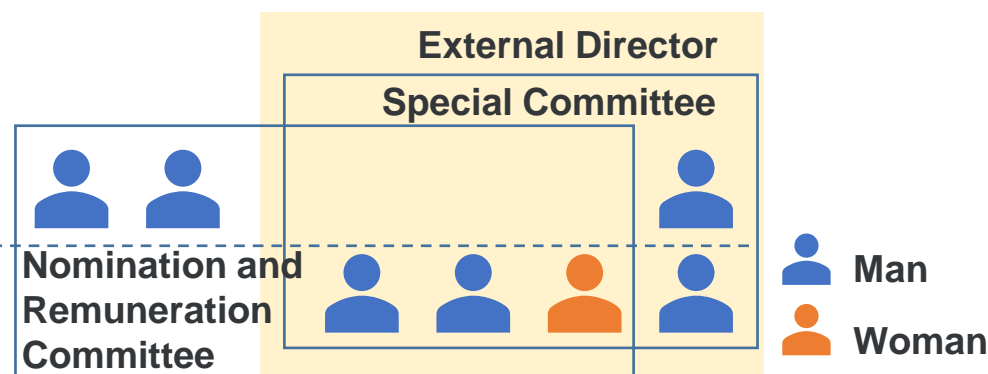 External Director
Special Committee
Nomination and
Remuneration
Committee
Man
Woman